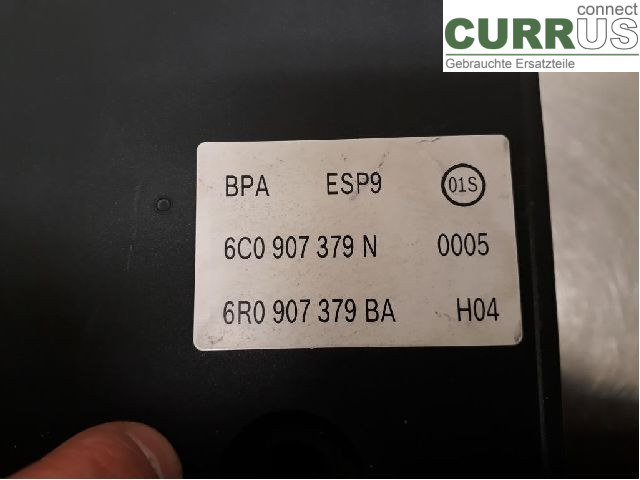 connect
CURRUS
Gebrauchte Ersatzteile
BPA ESP9 01S
6C0 907 379 N 0005
6R0 907 379 BA H04